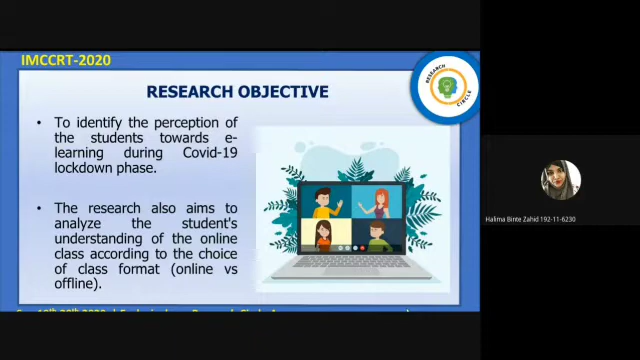 IMCCRT-2020
RESEARCH CIRCLE
RESEARCH OBJECTIVE
• To identify the perception of
the students towards e-
learning during Covid-19
lockdown phase.
• The research also aims to
analyze the student's
understanding of the online
class according to the choice
of class format (online vs
offline).
Halima Binte Zahid 192-11-6230